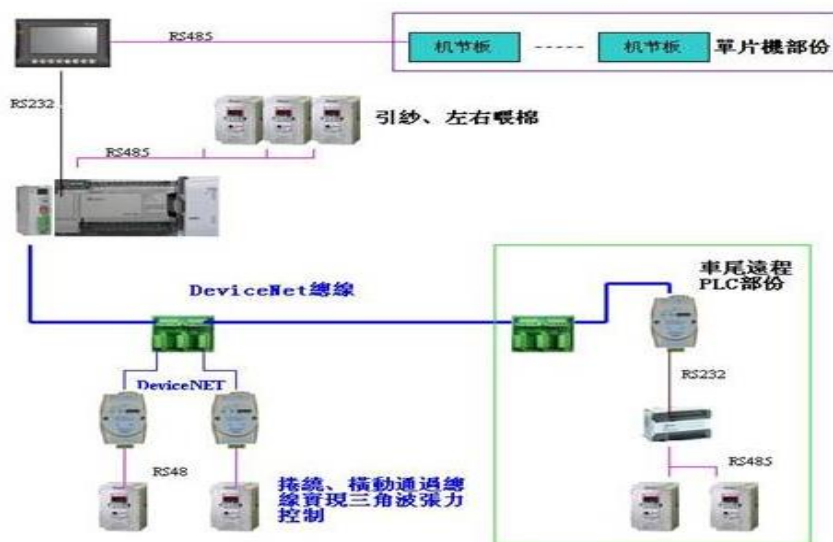 RS485
机节板
机节板
單片機部份
RS232
引紗、左右喂棉
RS485
DeviceNet總線
車尾遠程
PLC部份
DeviceNET
RS232
RS48
RS485
捲繞、橫動通過總
線實現三角波張力
控制